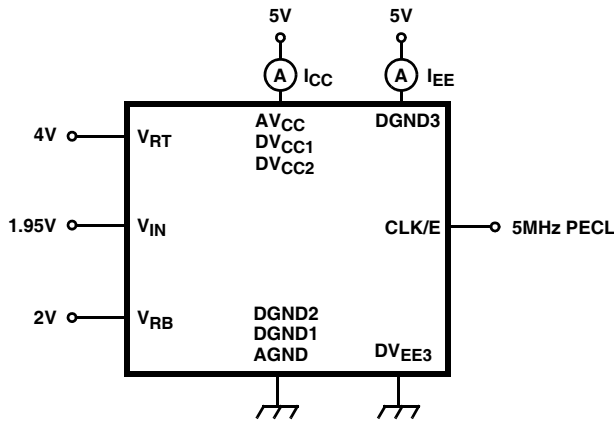 5V 5V
A ICC A IEE
AVCC DGND3
4V VRT DVCC1
DVCC2
1.95V VIN CLK/E 5MHz PECL
2V VRB DGND2
DGND1
AGND DVEE3